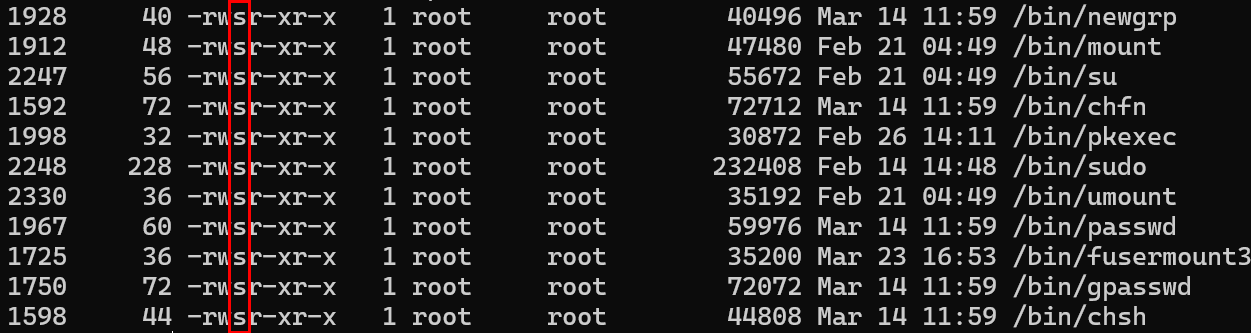 1928 40 -rwsr-xr-x 1 root root 40496 Mar 14 11:59 /bin/newgrp
1912 48 -rwsr-xr-x 1 root root 47480 Feb 21 04:49 /bin/mount
2247 56 -rwsr-xr-x 1 root root 55672 Feb 21 04:49 /bin/su
1592 72 -rwsr-xr-x 1 root root 72712 Mar 14 11:59 /bin/chfn
1998 32 -rwsr-xr-x 1 root root 30872 Feb 26 14:11 /bin/pkexec
2248 228 -rwsr-xr-x 1 root root 232408 Feb 14 14:48 /bin/sudo
2330 36 -rwsr-xr-x 1 root root 35192 Feb 21 04:49 /bin/umount
1967 60 -rwsr-xr-x 1 root root 59976 Mar 14 11:59 /bin/passwd
1725 36 -rwsr-xr-x 1 root root 35200 Mar 23 16:53 /bin/fusermount3
1750 72 -rwsr-xr-x 1 root root 72072 Mar 14 11:59 /bin/gpasswd
1598 44 -rwsr-xr-x 1 root root 44808 Mar 14 11:59 /bin/chsh